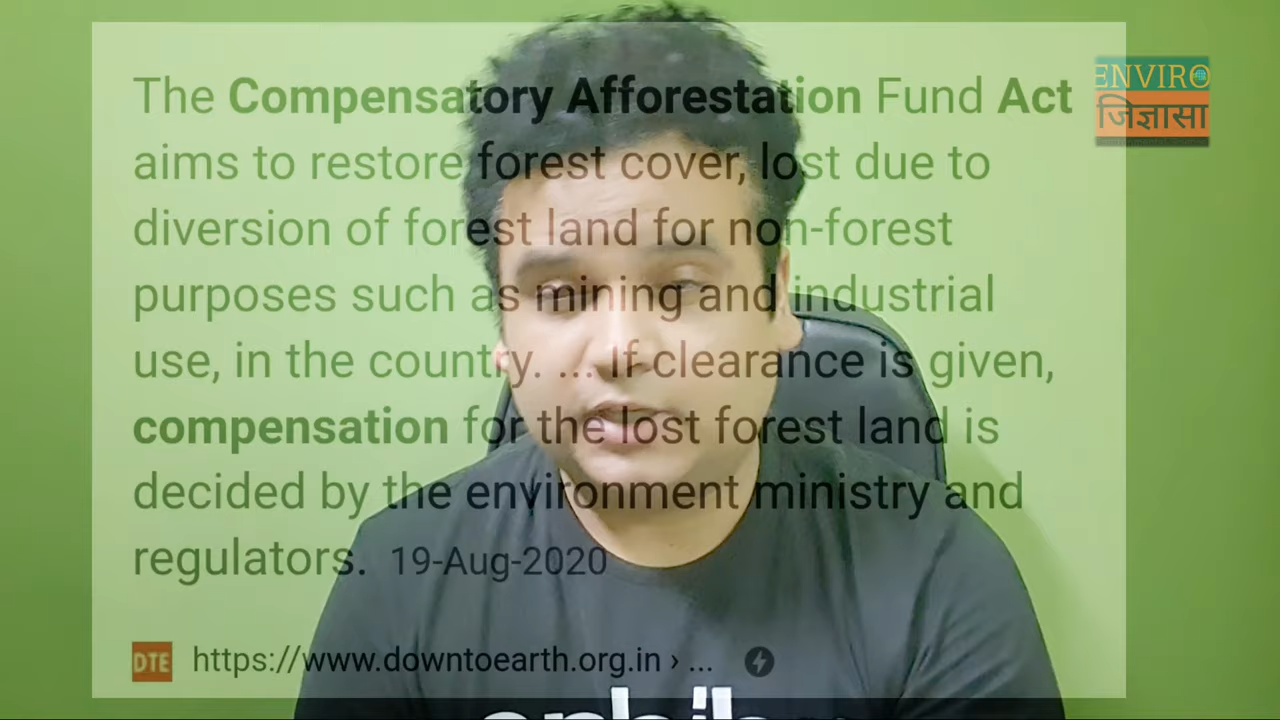 The Compensatory Afforestation Fund Act
aims to restore forest cover, lost due to
diversion of forest land for non-forest
purposes such as mining and industrial
use, in the country. ... If clearance is given,
compensation for the lost forest land is
decided by the environment ministry and
regulators. 19-Aug-2020
DTE https://www.downtoearth.org.in › ...
ENVIRO
जिज्ञासा